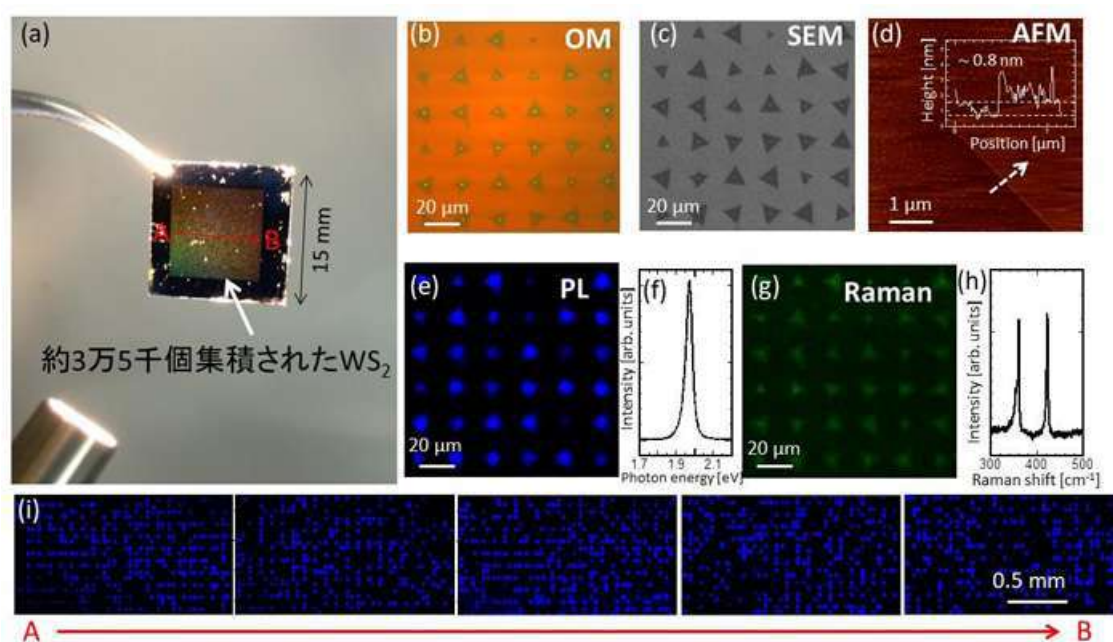 (a)
A
B
15 mm
約3万5千個集積されたWS₂
(b)
OM
20 μm
(c)
SEM
20 μm
(d)
AFM
~ 0.8 nm
Height [nm]
Position [μm]
1 μm
(e)
PL
20 μm
(f)
Intensity [arb. units]
1.7 1.9 2.1
Photon energy [eV]
(g)
Raman
20 μm
(h)
Intensity [arb. units]
300 400 500
Raman shift [cm⁻¹]
(i)
0.5 mm
A
B